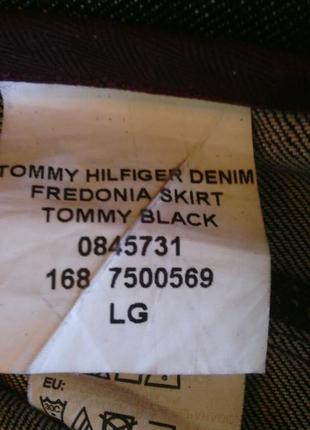 TOMMY HILFIGER DENIM
FREDONIA SKIRT
TOMMY BLACK
0845731
168 7500569
LG
EU: